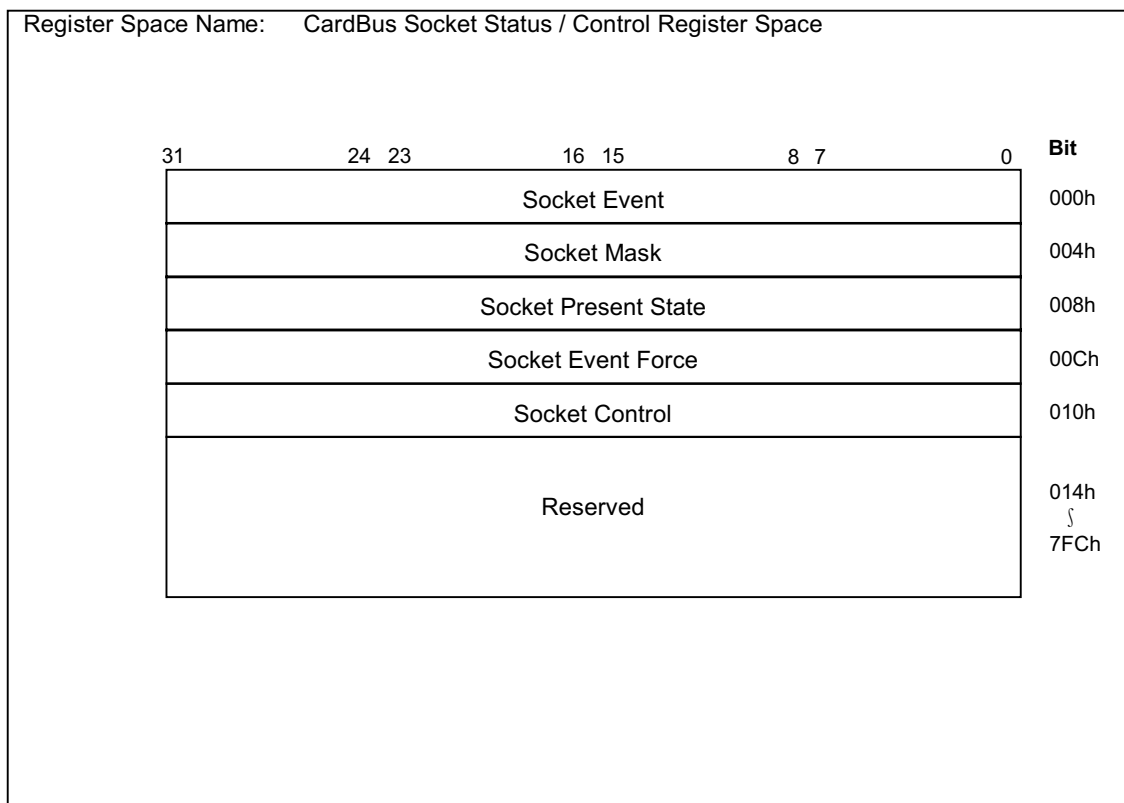 Register Space Name: CardBus Socket Status / Control Register Space
31 24 23 16 15 8 7 0 Bit
Socket Event 000h
Socket Mask 004h
Socket Present State 008h
Socket Event Force 00Ch
Socket Control 010h
Reserved 014h
∫
7FCh